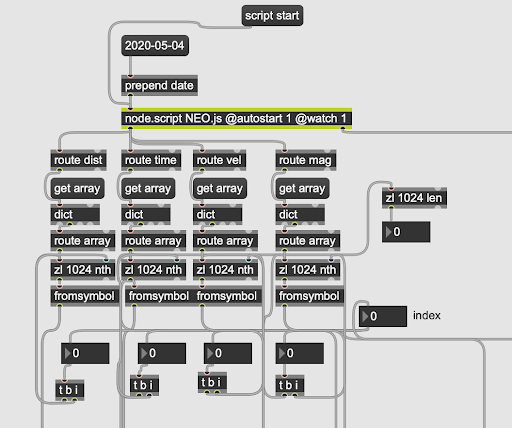 script start
2020-05-04
prepend date
node.script NEO.js @autostart 1 @watch 1
route dist route time route vel route mag
get array get array get array get array
zl 1024 len
dict dict dict dict
0
route array route array route array route array
zl 1024 nth zl 1024 nth zl 1024 nth zl 1024 nth
fromsymbol fromsymbol fromsymbol fromsymbol
0 index
0 0 0 0
t b i t b i t b i t b i